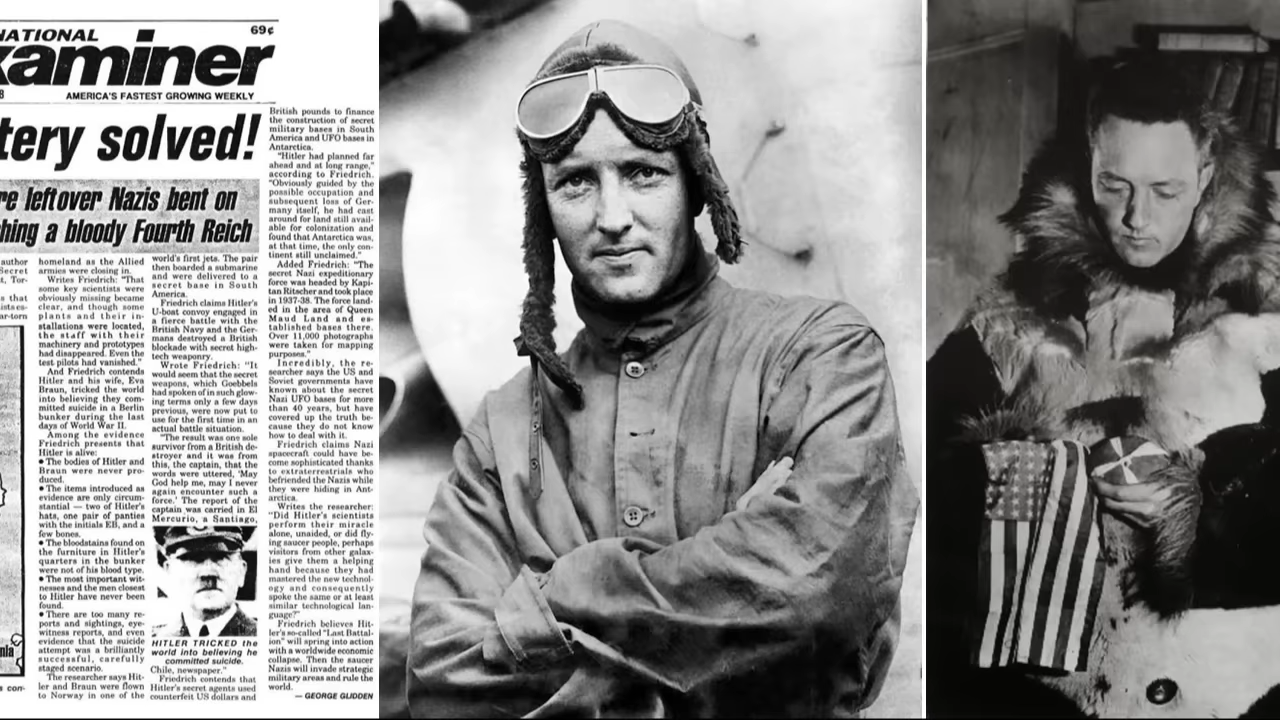 NATIONAL
69¢
xaminer
8
AMERICA'S FASTEST GROWING WEEKLY
tery solved!
re leftover Nazis bent on
hing a bloody Fourth Reich
author
Secret
t, Tor-
s that
ists es-
ar-torn
nia
s con-
homeland as the Allied
armies were closing in.
Writes Friedrich: "That
some key scientists were
obviously missing became
clear, and though some
plants and their in-
stallations were located,
the staff with their
machinery and prototypes
had disappeared. Even the
test pilots had vanished."
And Friedrich contends
Hitler and his wife, Eva
Braun, tricked the world
into believing they com-
mitted suicide in a Berlin
bunker during the last
days of World War II.
Among the evidence
Friedrich presents that
Hitler is alive:
● The bodies of Hitler and
Braun were never pro-
duced.
● The items introduced as
evidence are only circum-
stantial — two of Hitler's
hats, one pair of panties
with the initials EB, and a
few bones.
● The bloodstains found on
the furniture in Hitler's
quarters in the bunker
were not of his blood type.
● The most important wit-
nesses and the men closest
to Hitler have never been
found.
● There are too many re-
ports and sightings, eye-
witness reports, and even
evidence that the suicide
attempt was a brilliantly
successful, carefully
staged scenario.
The researcher says Hit-
ler and Braun were flown
to Norway in one of the
world's first jets. The pair
then boarded a submarine
and were delivered to a
secret base in South
America.
Friedrich claims Hitler's
U-boat convoy engaged in
a fierce battle with the
British Navy and the Ger-
mans destroyed a British
blockade with secret high-
tech weaponry.
Wrote Friedrich: "It
would seem that the secret
weapons, which Goebbels
had spoken of in such glow-
ing terms only a few days
previous, were now put to
use for the first time in an
actual battle situation.
"The result was one sole
survivor from a British de-
stroyer and it was from
this, the captain, that the
words were uttered, 'May
God help me, may I never
again encounter such a
force.' The report of the
captain was carried in El
Mercurio, a Santiago,
HITLER TRICKED the
world into believing he
committed suicide.
Chile, newspaper."
Friedrich contends that
Hitler's secret agents used
counterfeit US dollars and
British pounds to finance
the construction of secret
military bases in South
America and UFO bases in
Antarctica.
"Hitler had planned far
ahead and at long range,"
according to Friedrich.
"Obviously guided by the
possible occupation and
subsequent loss of Ger-
many itself, he had cast
around for land still avail-
able for colonization and
found that Antarctica was,
at that time, the only con-
tinent still unclaimed."
Added Friedrich: "The
secret Nazi expeditionary
force was headed by Kapi-
tan Ritscher and took place
in 1937-38. The force land-
ed in the area of Queen
Maud Land and es-
tablished bases there.
Over 11,000 photographs
were taken for mapping
purposes."
Incredibly, the re-
searcher says the US and
Soviet governments have
known about the secret
Nazi UFO bases for more
than 40 years, but have
covered up the truth be-
cause they do not know
how to deal with it.
Friedrich claims Nazi
spacecraft could have be-
come sophisticated thanks
to extraterrestrials who
befriended the Nazis while
they were hiding in Ant-
arctica.
Writes the researcher:
"Did Hitler's scientists
perform their miracle
alone, unaided, or did fly-
ing saucer people, perhaps
visitors from other galax-
ies give them a helping
hand because they had
mastered the new technol-
ogy and consequently
spoke the same or at least
similar technological lan-
guage?"
Friedrich believes Hit-
ler's so-called "Last Battal-
ion" will spring into action
with a worldwide economic
collapse. Then the saucer
Nazis will invade strategic
military areas and rule the
world.
— GEORGE GLIDDEN